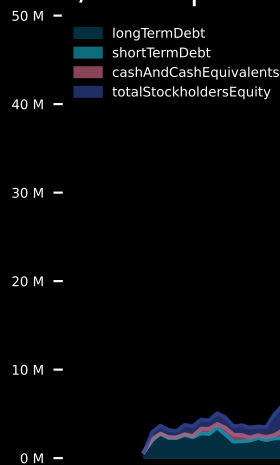 50 M
longTermDebt
shortTermDebt
cashAndCashEquivalents
totalStockholdersEquity
40 M
30 M
20 M
10 M
0 M